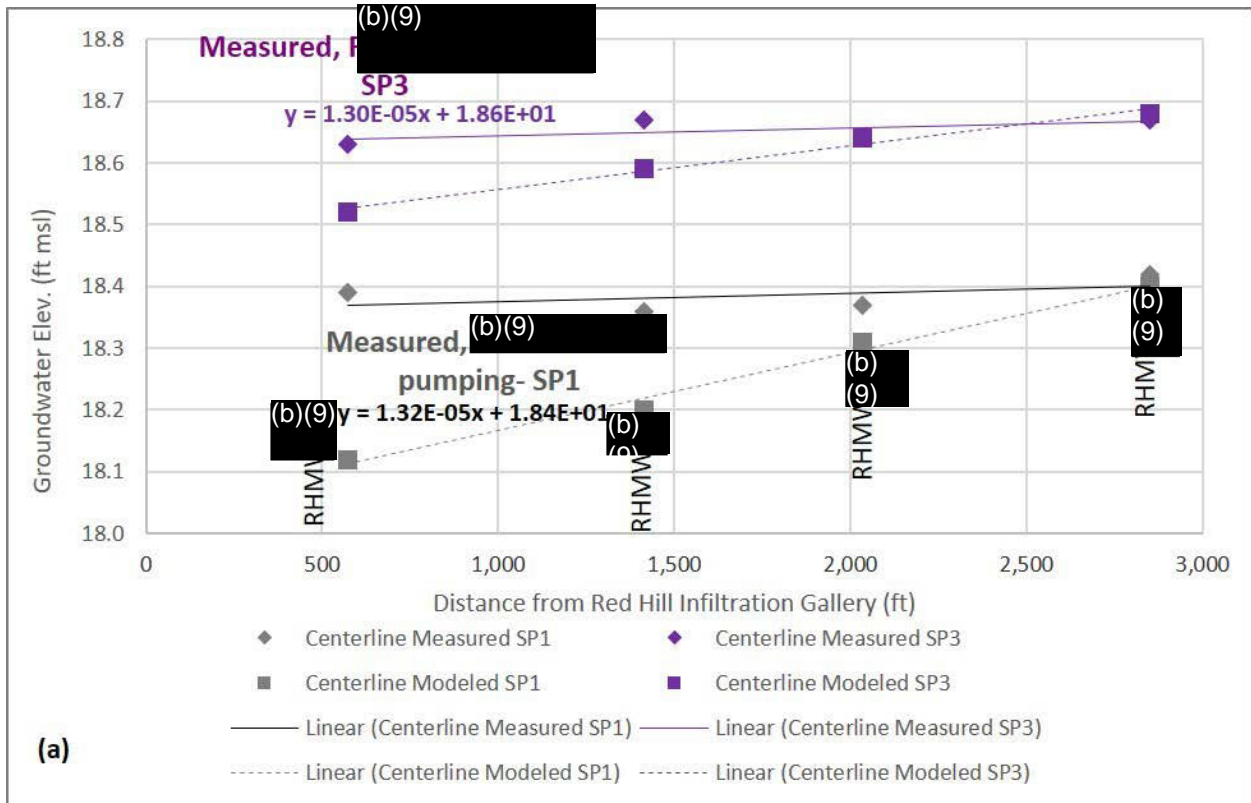 (b)(9)
18.8
Measured,
SP3
18.7
y = 1.30E-05x + 1.86E+01
18.6
18.5
18.4
Measured, (b)(9)
pumping- SP1
(b)(9) y = 1.32E-05x + 1.84E+01
(b)
(9)
(b)
(9)
(b)
(9)
18.3
18.2
18.1
18.0
Groundwater Elev. (ft msl)
RHMW
RHMW
RHMW
RHMW
0 500 1,000 1,500 2,000 2,500 3,000
Distance from Red Hill Infiltration Gallery (ft)
Centerline Measured SP1 Centerline Measured SP3
Centerline Modeled SP1 Centerline Modeled SP3
Linear (Centerline Measured SP1) Linear (Centerline Measured SP3)
Linear (Centerline Modeled SP1) Linear (Centerline Modeled SP3)
(a)